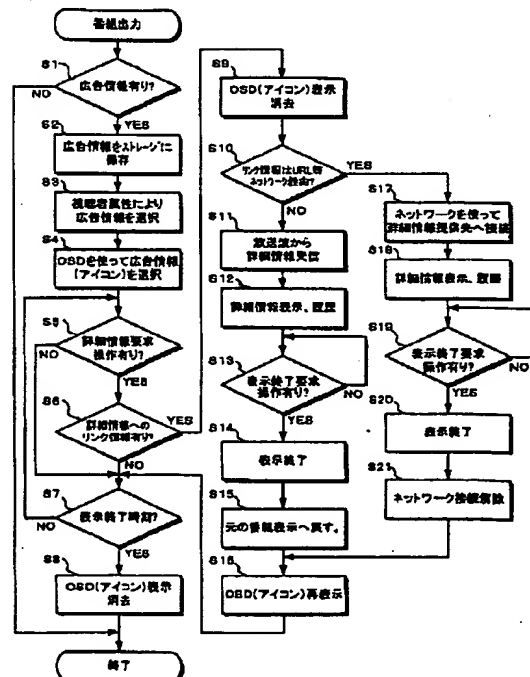 番組出力
S1
広告情報有り?
NO
YES
S2
広告情報をストレージに
保存
S3
視聴者属性により
広告情報を選択
S4
OSDを使って広告情報
(アイコン)を選択
S5
詳細情報要求
操作有り?
NO
YES
S6
詳細情報への
リンク情報有り?
YES
NO
S7
表示終了時刻?
NO
YES
S8
OSD(アイコン)表示
消去
終了
S9
OSD(アイコン)表示
消去
S10
リンク情報はURL等
ネットワーク経由?
YES
NO
S11
放送波から
詳細情報受信
S12
詳細情報表示、
S13
表示終了要求
操作有り?
NO
YES
S14
表示終了
S15
元の番組表示へ戻す。
S16
OSD(アイコン)再表示
S17
ネットワークを使って
詳細情報提供先へ接続
S18
詳細情報表示、
S19
表示終了要求
操作有り?
NO
YES
S20
表示終了
S21
ネットワーク接続解除